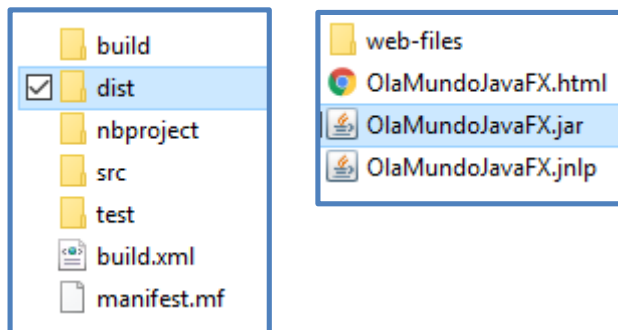 build
dist
nbproject
src
test
build.xml
manifest.mf
web-files
OlaMundoJavaFX.html
OlaMundoJavaFX.jar
OlaMundoJavaFX.jnlp